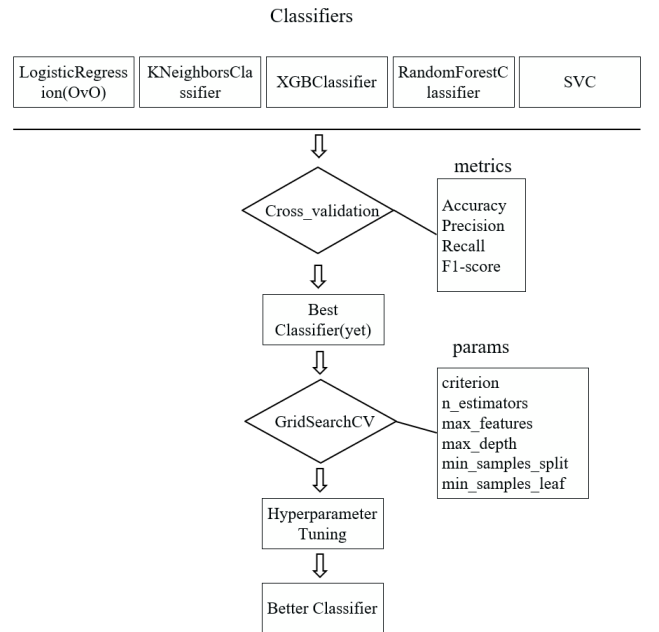 Classifiers
LogisticRegress
ion(OvO)
KNeighborsCla
ssifier
XGBClassifier
RandomForestC
lassifier
SVC
Cross_validation
metrics
Accuracy
Precision
Recall
F1-score
Best
Classifier(yet)
GridSearchCV
params
criterion
n_estimators
max_features
max_depth
min_samples_split
min_samples_leaf
Hyperparameter
Tuning
Better Classifier